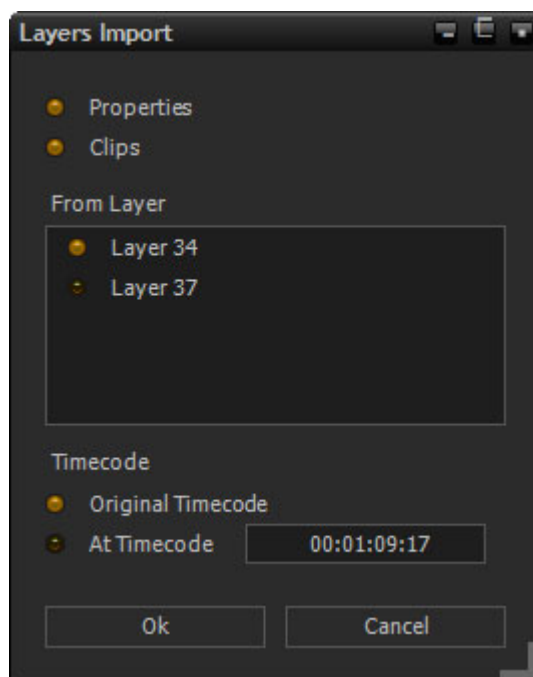 Layers Import
Properties
Clips
From Layer
Layer 34
Layer 37
Timecode
Original Timecode
At Timecode 00:01:09:17
Ok Cancel